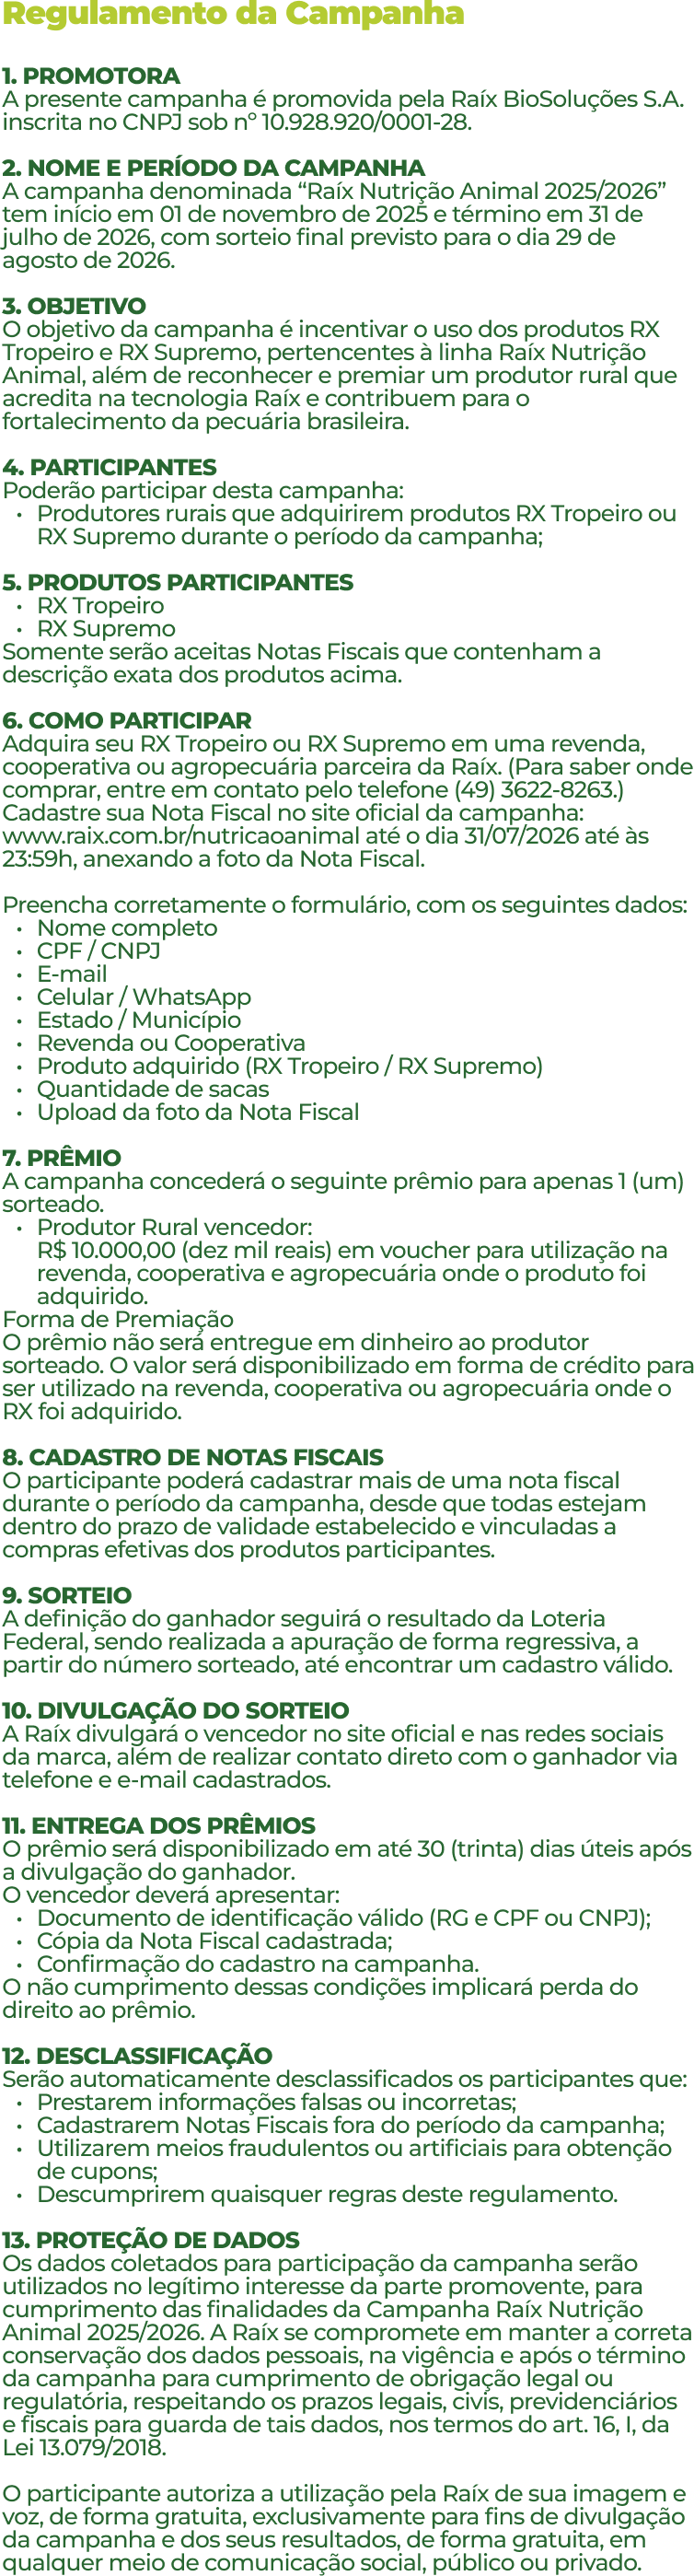 Regulamento da Campanha
1. PROMOTORA
A presente campanha é promovida pela Raíx BioSoluções S.A.
inscrita no CNPJ sob nº 10.928.920/0001-28.
2. NOME E PERÍODO DA CAMPANHA
A campanha denominada “Raíx Nutrição Animal 2025/2026”
tem início em 01 de novembro de 2025 e término em 31 de
julho de 2026, com sorteio final previsto para o dia 29 de
agosto de 2026.
3. OBJETIVO
O objetivo da campanha é incentivar o uso dos produtos RX
Tropeiro e RX Supremo, pertencentes à linha Raíx Nutrição
Animal, além de reconhecer e premiar um produtor rural que
acredita na tecnologia Raíx e contribuem para o
fortalecimento da pecuária brasileira.
4. PARTICIPANTES
Poderão participar desta campanha:
• Produtores rurais que adquirirem produtos RX Tropeiro ou
RX Supremo durante o período da campanha;
5. PRODUTOS PARTICIPANTES
• RX Tropeiro
• RX Supremo
Somente serão aceitas Notas Fiscais que contenham a
descrição exata dos produtos acima.
6. COMO PARTICIPAR
Adquira seu RX Tropeiro ou RX Supremo em uma revenda,
cooperativa ou agropecuária parceira da Raíx. (Para saber onde
comprar, entre em contato pelo telefone (49) 3622-8263.)
Cadastre sua Nota Fiscal no site oficial da campanha:
www.raix.com.br/nutricaoanimal até o dia 31/07/2026 até às
23:59h, anexando a foto da Nota Fiscal.
Preencha corretamente o formulário, com os seguintes dados:
• Nome completo
• CPF / CNPJ
• E-mail
• Celular / WhatsApp
• Estado / Município
• Revenda ou Cooperativa
• Produto adquirido (RX Tropeiro / RX Supremo)
• Quantidade de sacas
• Upload da foto da Nota Fiscal
7. PRÊMIO
A campanha concederá o seguinte prêmio para apenas 1 (um)
sorteado.
• Produtor Rural vencedor:
R$ 10.000,00 (dez mil reais) em voucher para utilização na
revenda, cooperativa e agropecuária onde o produto foi
adquirido.
Forma de Premiação
O prêmio não será entregue em dinheiro ao produtor
sorteado. O valor será disponibilizado em forma de crédito para
ser utilizado na revenda, cooperativa ou agropecuária onde o
RX foi adquirido.
8. CADASTRO DE NOTAS FISCAIS
O participante poderá cadastrar mais de uma nota fiscal
durante o período da campanha, desde que todas estejam
dentro do prazo de validade estabelecido e vinculadas a
compras efetivas dos produtos participantes.
9. SORTEIO
A definição do ganhador seguirá o resultado da Loteria
Federal, sendo realizada a apuração de forma regressiva, a
partir do número sorteado, até encontrar um cadastro válido.
10. DIVULGAÇÃO DO SORTEIO
A Raíx divulgará o vencedor no site oficial e nas redes sociais
da marca, além de realizar contato direto com o ganhador via
telefone e e-mail cadastrados.
11. ENTREGA DOS PRÊMIOS
O prêmio será disponibilizado em até 30 (trinta) dias úteis após
a divulgação do ganhador.
O vencedor deverá apresentar:
• Documento de identificação válido (RG e CPF ou CNPJ);
• Cópia da Nota Fiscal cadastrada;
• Confirmação do cadastro na campanha.
O não cumprimento dessas condições implicará perda do
direito ao prêmio.
12. DESCLASSIFICAÇÃO
Serão automaticamente desclassificados os participantes que:
• Prestarem informações falsas ou incorretas;
• Cadastrarem Notas Fiscais fora do período da campanha;
• Utilizarem meios fraudulentos ou artificiais para obtenção
de cupons;
• Descumprirem quaisquer regras deste regulamento.
13. PROTEÇÃO DE DADOS
Os dados coletados para participação da campanha serão
utilizados no legítimo interesse da parte promovente, para
cumprimento das finalidades da Campanha Raíx Nutrição
Animal 2025/2026. A Raíx se compromete em manter a correta
conservação dos dados pessoais, na vigência e após o término
da campanha para cumprimento de obrigação legal ou
regulatória, respeitando os prazos legais, civis, previdenciários
e fiscais para guarda de tais dados, nos termos do art. 16, I, da
Lei 13.079/2018.
O participante autoriza a utilização pela Raíx de sua imagem e
voz, de forma gratuita, exclusivamente para fins de divulgação
da campanha e dos seus resultados, de forma gratuita, em
qualquer meio de comunicação social, público ou privado.